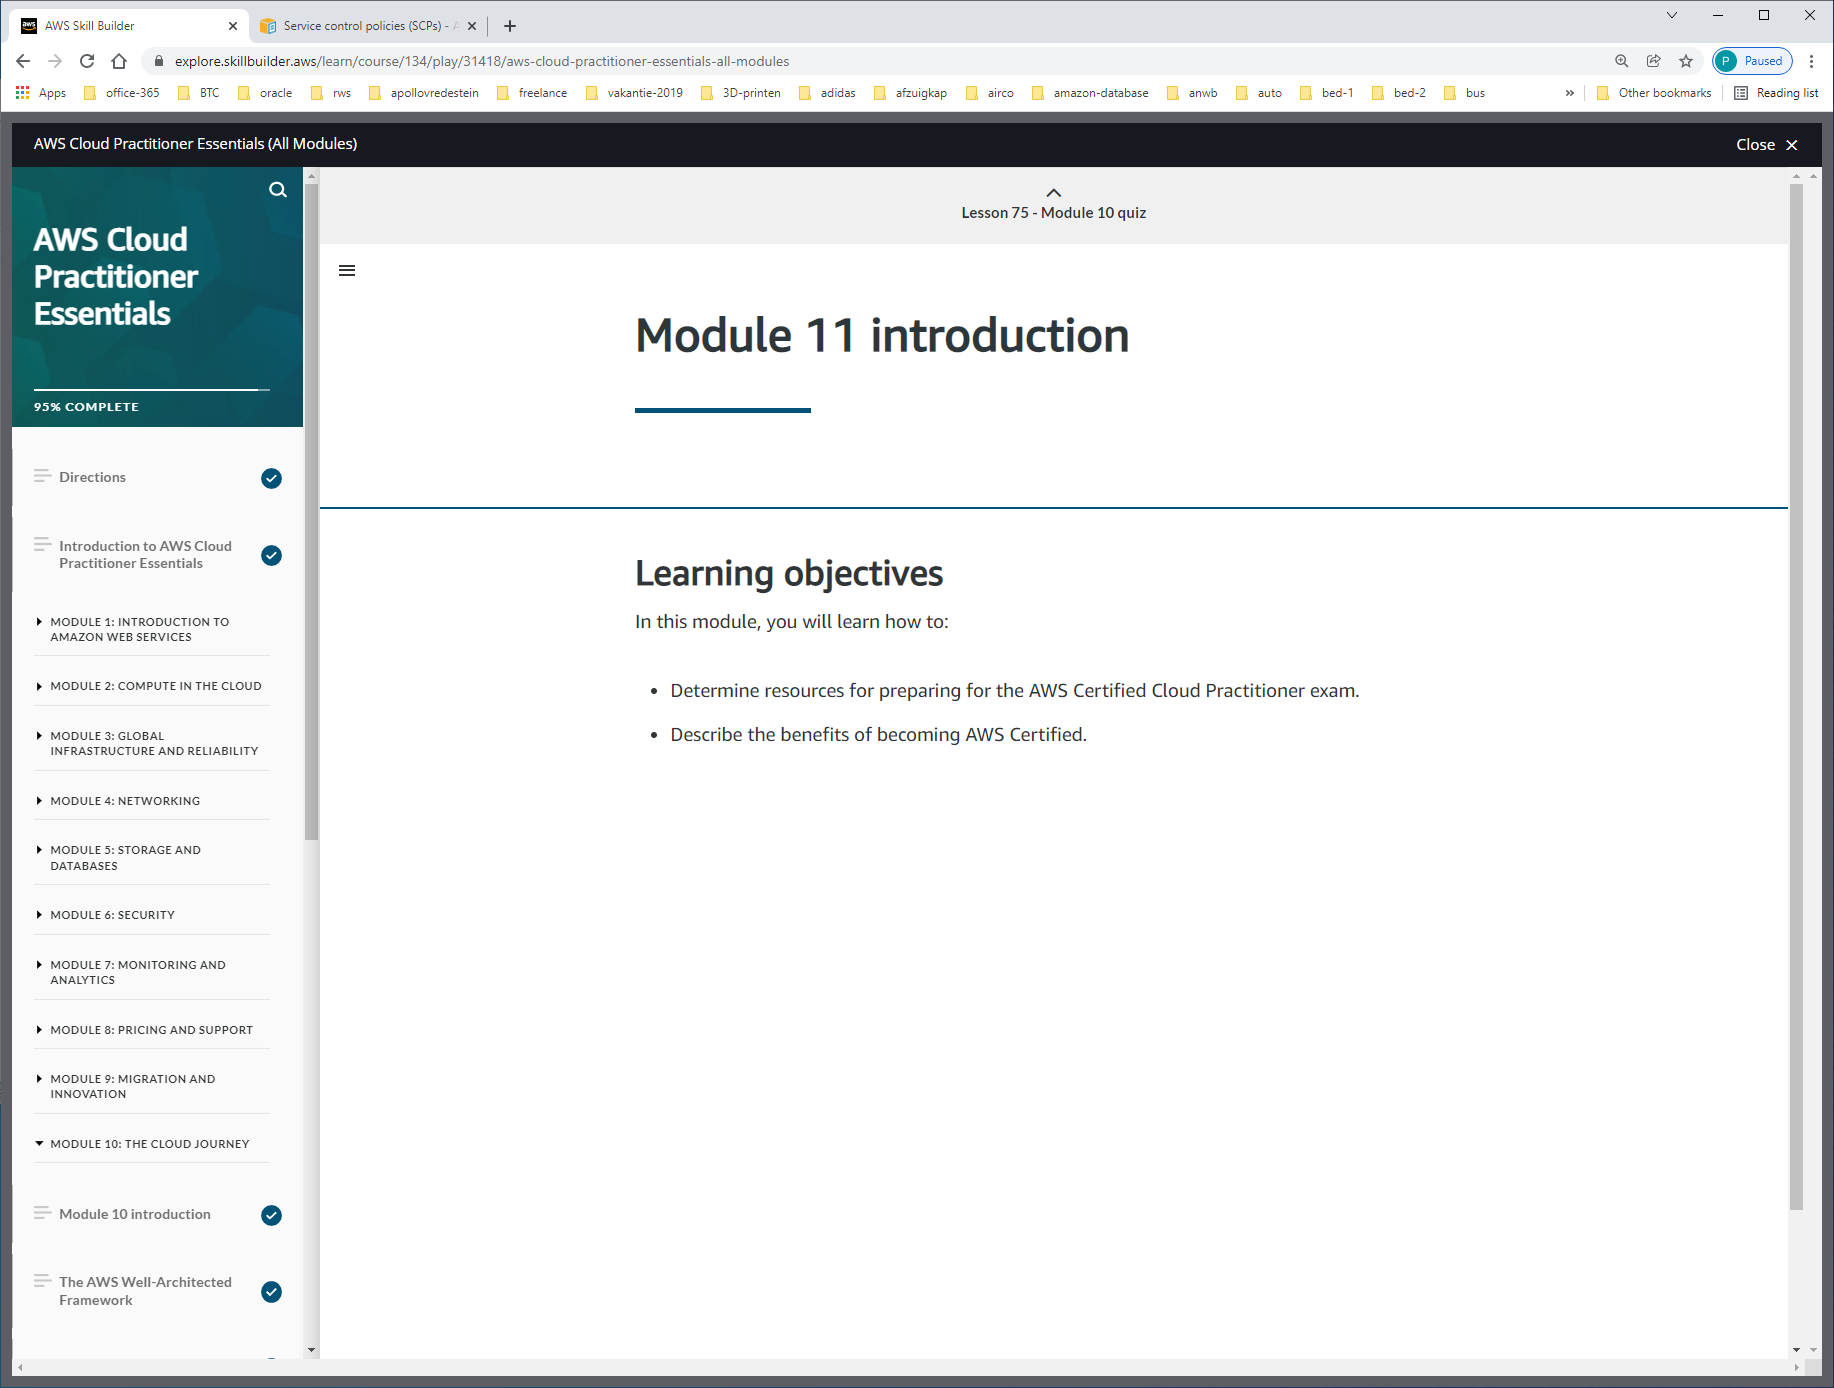 AWS Skill Builder
Service control policies (SCPs) -
explore.skillbuilder.aws/learn/course/134/play/31418/aws-cloud-practitioner-essentials-all-modules
P Paused
Apps office-365 BTC oracle rws apollovredestein freelance vakantie-2019 3D-printen adidas afzuigkap airco amazon-database anwb auto bed-1 bed-2 bus » Other bookmarks Reading list
AWS Cloud Practitioner Essentials (All Modules)
Close
AWS Cloud
Practitioner
Essentials
95% COMPLETE
Directions
Introduction to AWS Cloud
Practitioner Essentials
MODULE 1: INTRODUCTION TO
AMAZON WEB SERVICES
MODULE 2: COMPUTE IN THE CLOUD
MODULE 3: GLOBAL
INFRASTRUCTURE AND RELIABILITY
MODULE 4: NETWORKING
MODULE 5: STORAGE AND
DATABASES
MODULE 6: SECURITY
MODULE 7: MONITORING AND
ANALYTICS
MODULE 8: PRICING AND SUPPORT
MODULE 9: MIGRATION AND
INNOVATION
MODULE 10: THE CLOUD JOURNEY
Module 10 introduction
The AWS Well-Architected
Framework
Lesson 75 - Module 10 quiz
Module 11 introduction
Learning objectives
In this module, you will learn how to:
• Determine resources for preparing for the AWS Certified Cloud Practitioner exam.
• Describe the benefits of becoming AWS Certified.